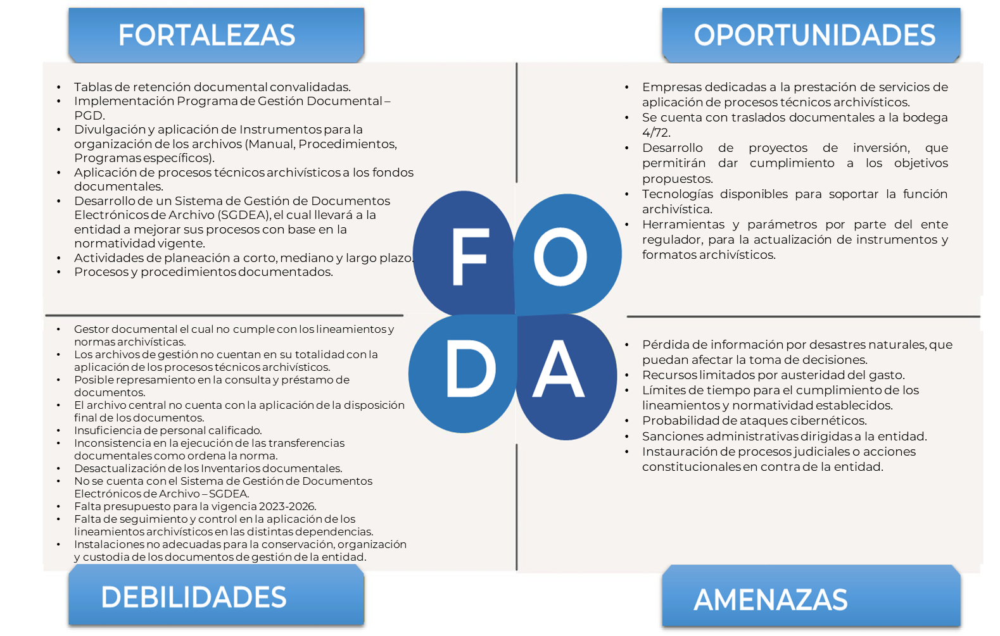 FORTALEZAS
• Tablas de retención documental convalidadas.
• Implementación Programa de Gestión Documental –
PGD.
• Divulgación y aplicación de Instrumentos para la
organización de los archivos (Manual, Procedimientos,
Programas específicos).
• Aplicación de procesos técnicos archivísticos a los fondos
documentales.
• Desarrollo de un Sistema de Gestión de Documentos
Electrónicos de Archivo (SGDEA), el cual llevará a la
entidad a mejorar sus procesos con base en la
normatividad vigente.
• Actividades de planeación a corto, mediano y largo plazo.
• Procesos y procedimientos documentados.
OPORTUNIDADES
• Empresas dedicadas a la prestación de servicios de
aplicación de procesos técnicos archivísticos.
• Se cuenta con traslados documentales a la bodega
4/72.
• Desarrollo de proyectos de inversión, que
permitirán dar cumplimiento a los objetivos
propuestos.
• Tecnologías disponibles para soportar la función
archivística.
• Herramientas y parámetros por parte del ente
regulador, para la actualización de instrumentos y
formatos archivísticos.
F O
D A
• Gestor documental el cual no cumple con los lineamientos y
normas archivísticas.
• Los archivos de gestión no cuentan en su totalidad con la
aplicación de los procesos técnicos archivísticos.
• Posible represamiento en la consulta y préstamo de
documentos.
• El archivo central no cuenta con la aplicación de la disposición
final de los documentos.
• Insuficiencia de personal calificado.
• Inconsistencia en la ejecución de las transferencias
documentales como ordena la norma.
• Desactualización de los Inventarios documentales.
• No se cuenta con el Sistema de Gestión de Documentos
Electrónicos de Archivo – SGDEA.
• Falta presupuesto para la vigencia 2023-2026.
• Falta de seguimiento y control en la aplicación de los
lineamientos archivísticos en las distintas dependencias.
• Instalaciones no adecuadas para la conservación, organización
y custodia de los documentos de gestión de la entidad.
DEBILIDADES
• Pérdida de información por desastres naturales, que
puedan afectar la toma de decisiones.
• Recursos limitados por austeridad del gasto.
• Límites de tiempo para el cumplimiento de los
lineamientos y normatividad establecidos.
• Probabilidad de ataques cibernéticos.
• Sanciones administrativas dirigidas a la entidad.
• Instauración de procesos judiciales o acciones
constitucionales en contra de la entidad.
AMENAZAS